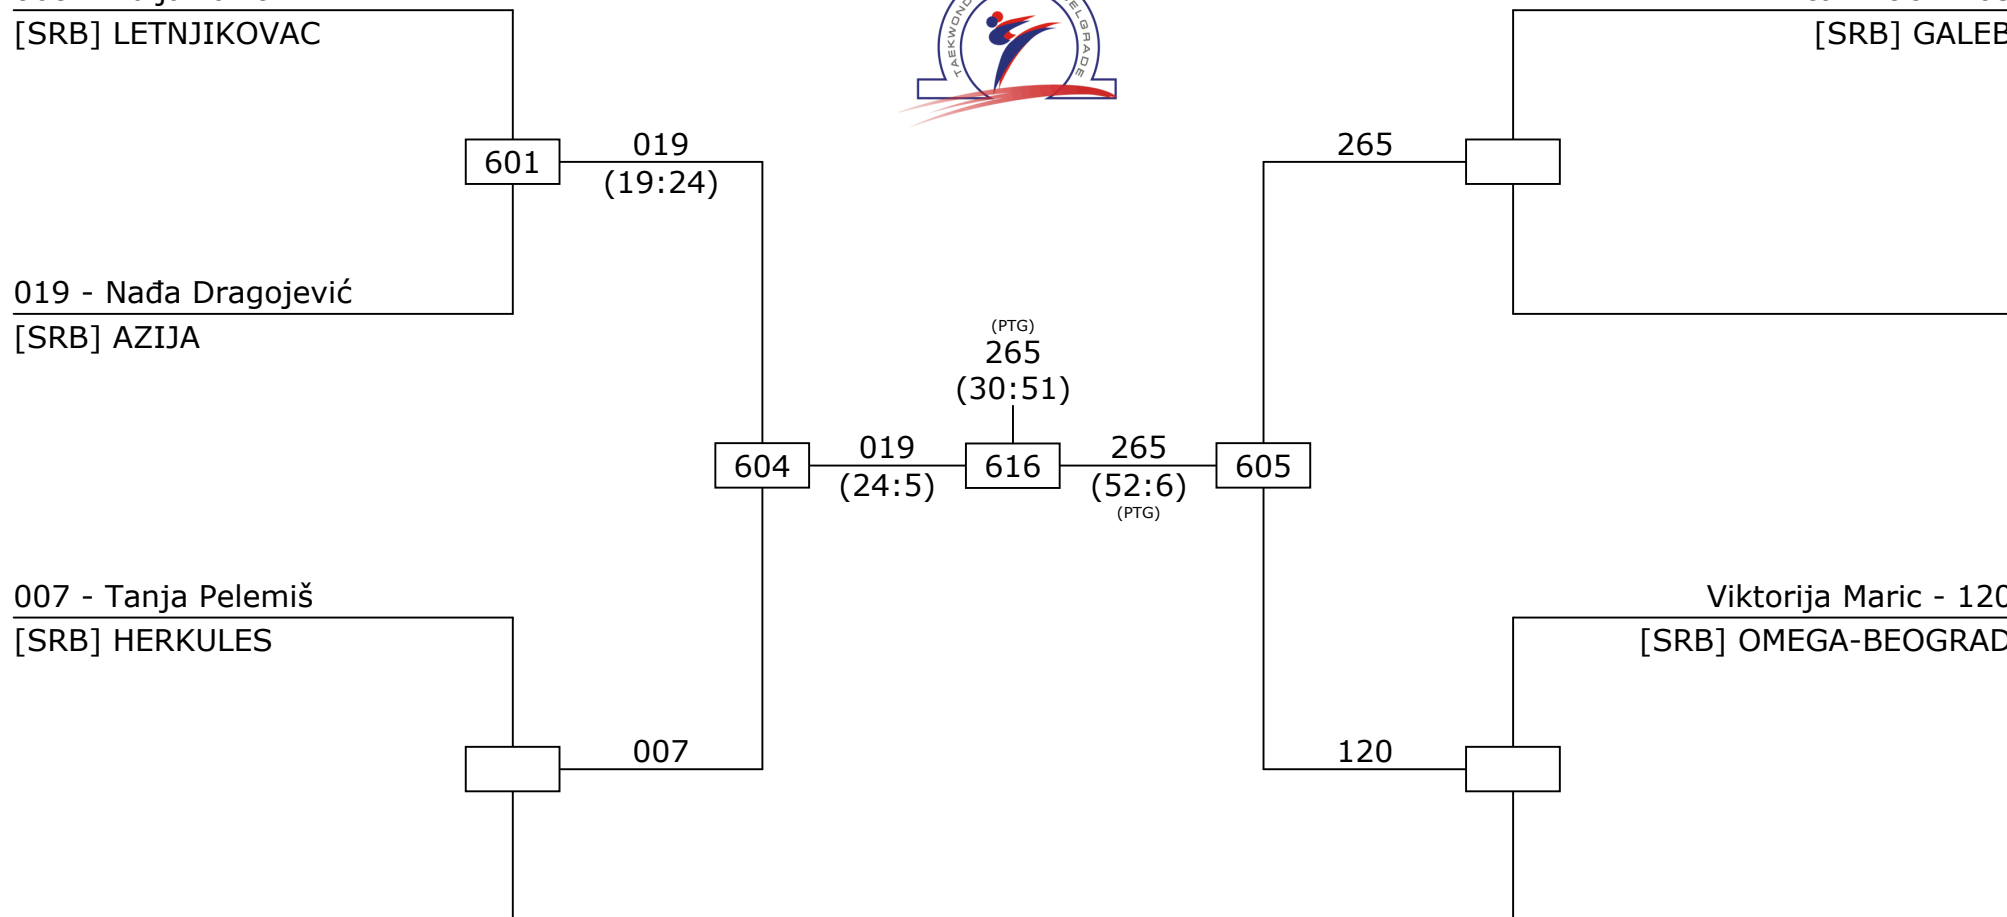 [SRB] LETNJIKOVAC
TAEKWONDO
BELGRADE
[SRB] GALEB
601
019
(19:24)
265
019 - Nađa Dragojević
[SRB] AZIJA
(PTG)
265
(30:51)
604
019
(24:5)
616
265
(52:6)
(PTG)
605
007 - Tanja Pelemiš
[SRB] HERKULES
Viktorija Maric - 120
[SRB] OMEGA-BEOGRAD
007
120